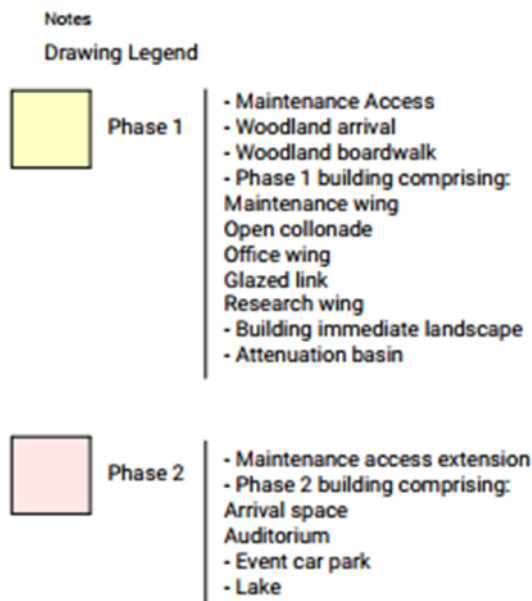 Notes
Drawing Legend
Phase 1
- Maintenance Access
- Woodland arrival
- Woodland boardwalk
- Phase 1 building comprising:
Maintenance wing
Open collonade
Office wing
Glazed link
Research wing
- Building immediate landscape
- Attenuation basin
Phase 2
- Maintenance access extension
- Phase 2 building comprising:
Arrival space
Auditorium
- Event car park
- Lake